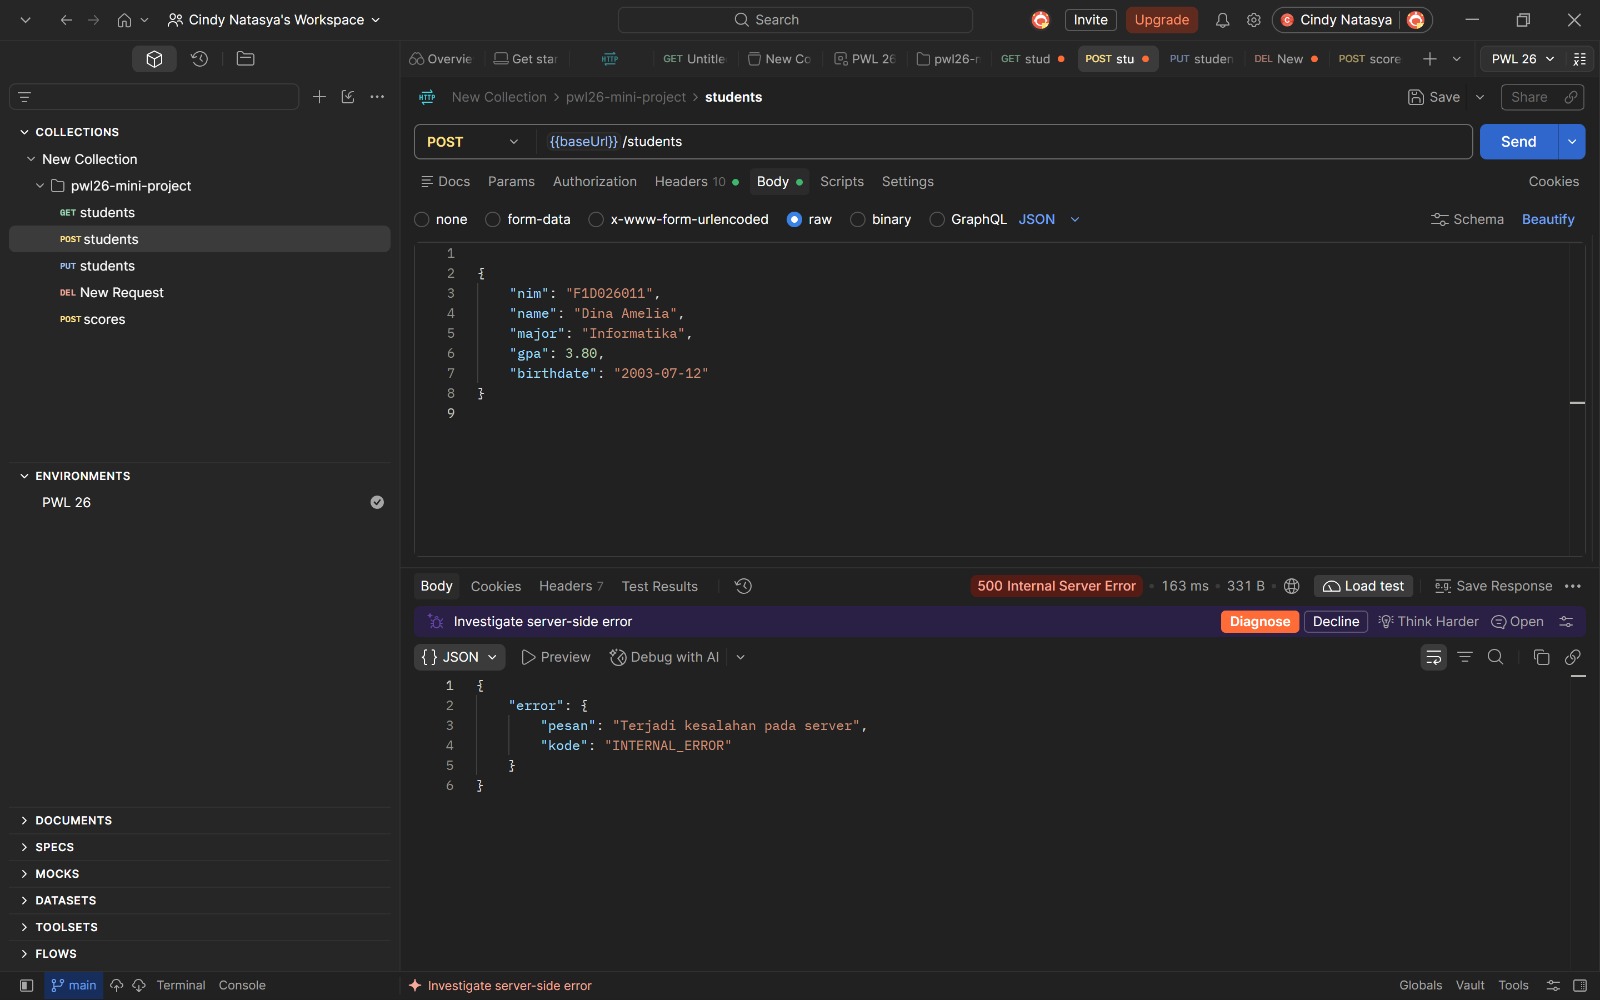 Cindy Natasya's Workspace
Search
Invite
Upgrade
C Cindy Natasya
Overvie
Get star
HTTP
GET Untitle
New Co
PWL 26
pwl26-m
GET stud
POST stu
PUT studen
DEL New
POST score
PWL 26
HTTP New Collection > pwl26-mini-project > students
Save
Share
COLLECTIONS
New Collection
pwl26-mini-project
GET students
POST students
PUT students
DEL New Request
POST scores
ENVIRONMENTS
PWL 26
DOCUMENTS
SPECS
MOCKS
DATASETS
TOOLSETS
FLOWS
POST
{{baseUrl}} /students
Send
Docs Params Authorization Headers 10 Body Scripts Settings
Cookies
none form-data x-www-form-urlencoded raw binary GraphQL JSON
Schema Beautify
1
2 {
3 "nim": "F1D026011",
4 "name": "Dina Amelia",
5 "major": "Informatika",
6 "gpa": 3.80,
7 "birthdate": "2003-07-12"
8 }
9
Body Cookies Headers 7 Test Results
500 Internal Server Error • 163 ms • 331 B
Load test
e.g. Save Response
Investigate server-side error
Diagnose Decline Think Harder Open
{} JSON Preview Debug with AI
1 {
2 "error": {
3 "pesan": "Terjadi kesalahan pada server",
4 "kode": "INTERNAL_ERROR"
5 }
6 }
main Terminal Console
Investigate server-side error
Globals Vault Tools